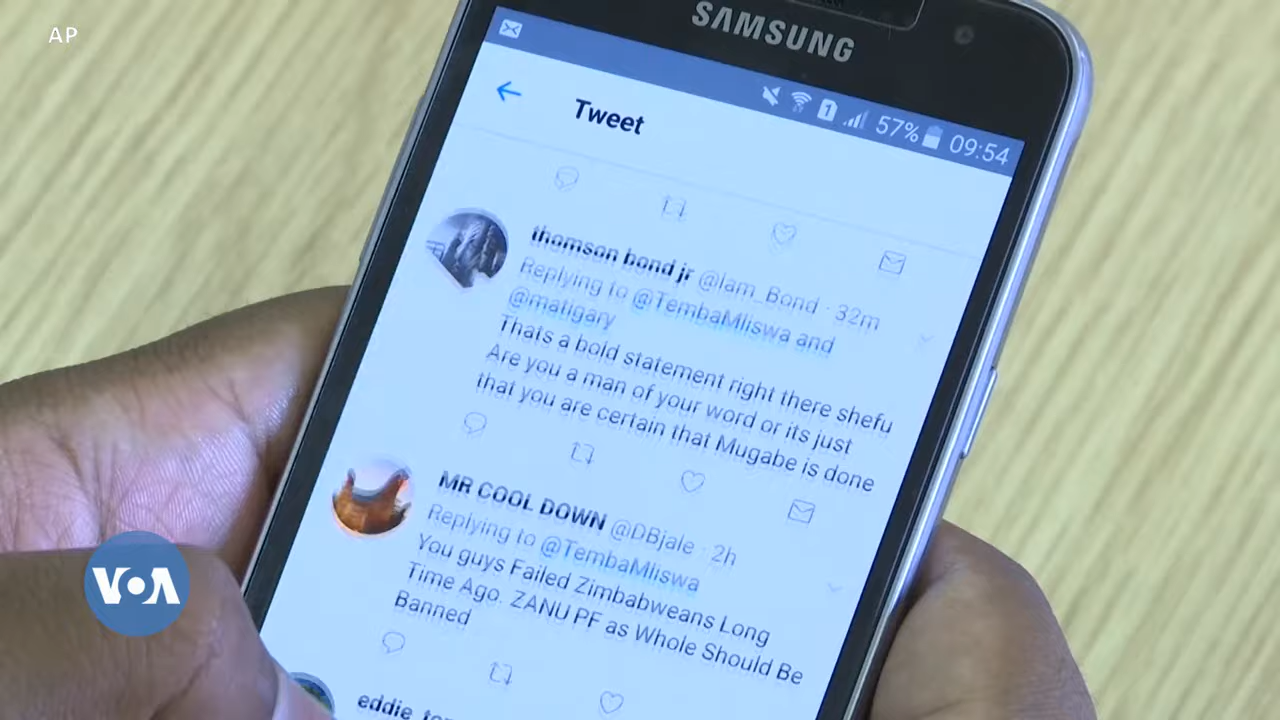 AP
SAMSUNG
1 57% 09:54
Tweet
thomson bond jr @Iam_Bond · 32m
Replying to @TembaMliswa and
@matigary
Thats a bold statement right there shefu
Are you a man of your word or its just
that you are certain that Mugabe is done
MR COOL DOWN @DBjale · 2h
Replying to @TembaMliswa
You guys Failed Zimbabweans Long
Time Ago. ZANU PF as Whole Should Be
Banned
eddie
VOA